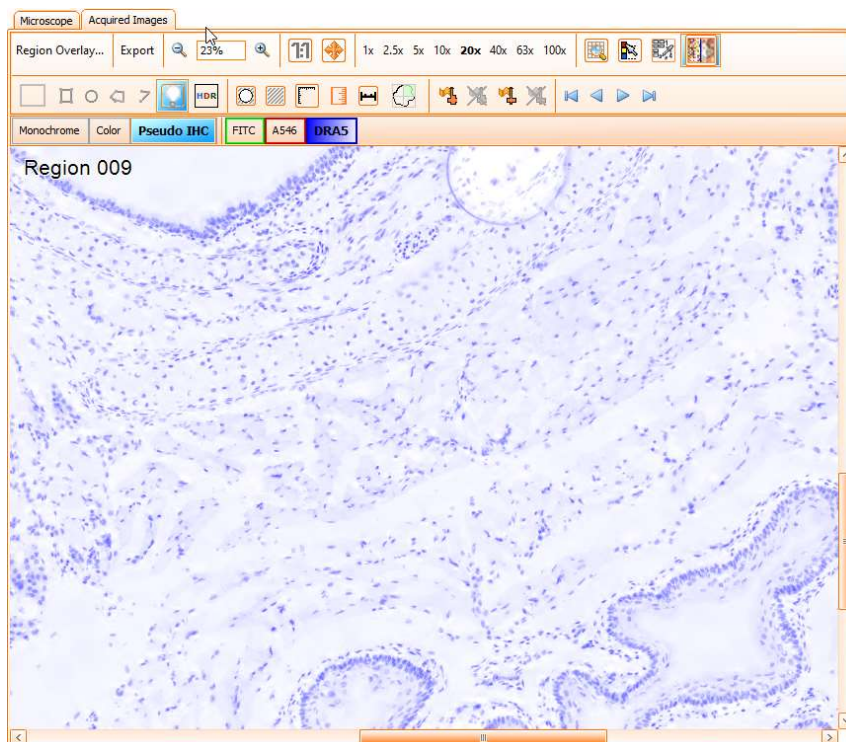 Microscope Acquired Images
Region Overlay... Export 23% 1:1 1x 2.5x 5x 10x 20x 40x 63x 100x
HDR
Monochrome Color Pseudo IHC FITC A546 DRA5
Region 009